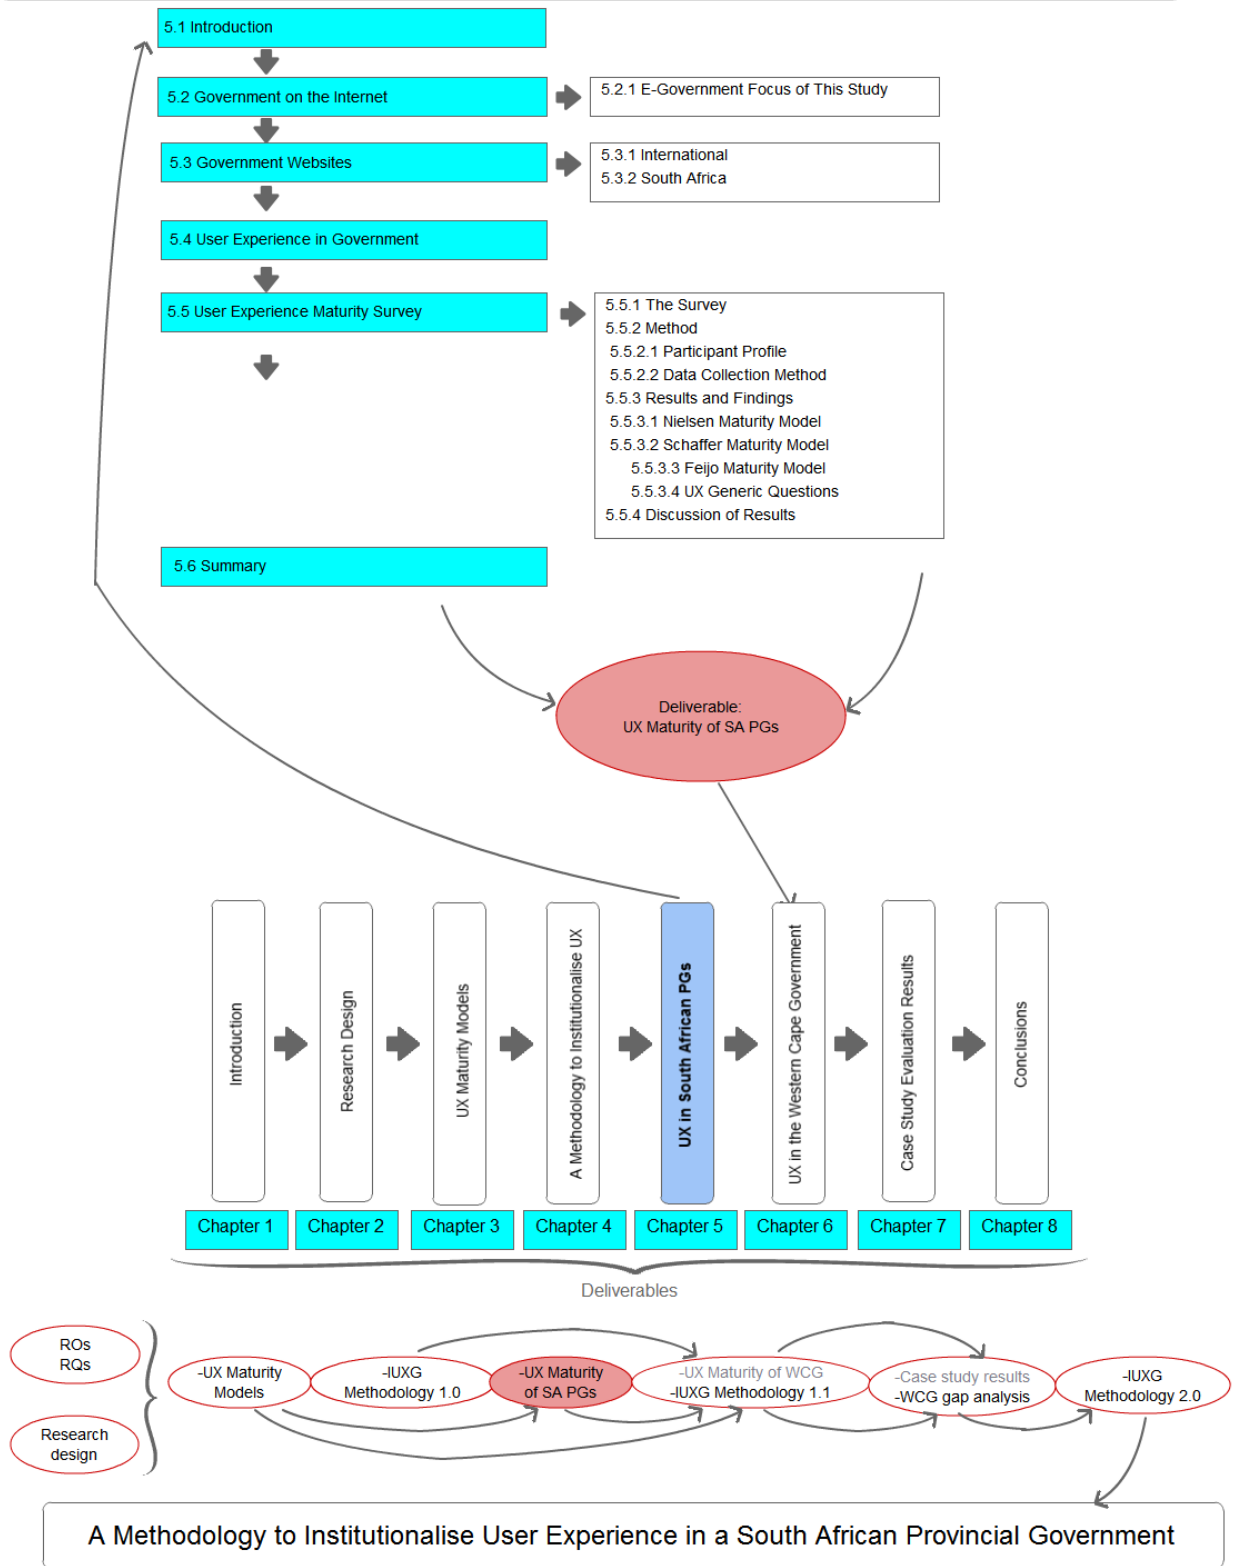 5.1 Introduction
5.2 Government on the Internet
5.2.1 E-Government Focus of This Study
5.3 Government Websites
5.3.1 International
5.3.2 South Africa
5.4 User Experience in Government
5.5 User Experience Maturity Survey
5.5.1 The Survey
5.5.2 Method
5.5.2.1 Participant Profile
5.5.2.2 Data Collection Method
5.5.3 Results and Findings
5.5.3.1 Nielsen Maturity Model
5.5.3.2 Schaffer Maturity Model
5.5.3.3 Feijo Maturity Model
5.5.3.4 UX Generic Questions
5.5.4 Discussion of Results
5.6 Summary
Deliverable:
UX Maturity of SA PGs
Introduction
Research Design
UX Maturity Models
A Methodology to Institutionalise UX
UX in South African PGs
UX in the Western Cape Government
Case Study Evaluation Results
Conclusions
Chapter 1
Chapter 2
Chapter 3
Chapter 4
Chapter 5
Chapter 6
Chapter 7
Chapter 8
Deliverables
ROs
RQs
Research
design
-UX Maturity
Models
-IUXG
Methodology 1.0
-UX Maturity
of SA PGs
-UX Maturity of WCG
-IUXG Methodology 1.1
-Case study results
-WCG gap analysis
-IUXG
Methodology 2.0
A Methodology to Institutionalise User Experience in a South African Provincial Government